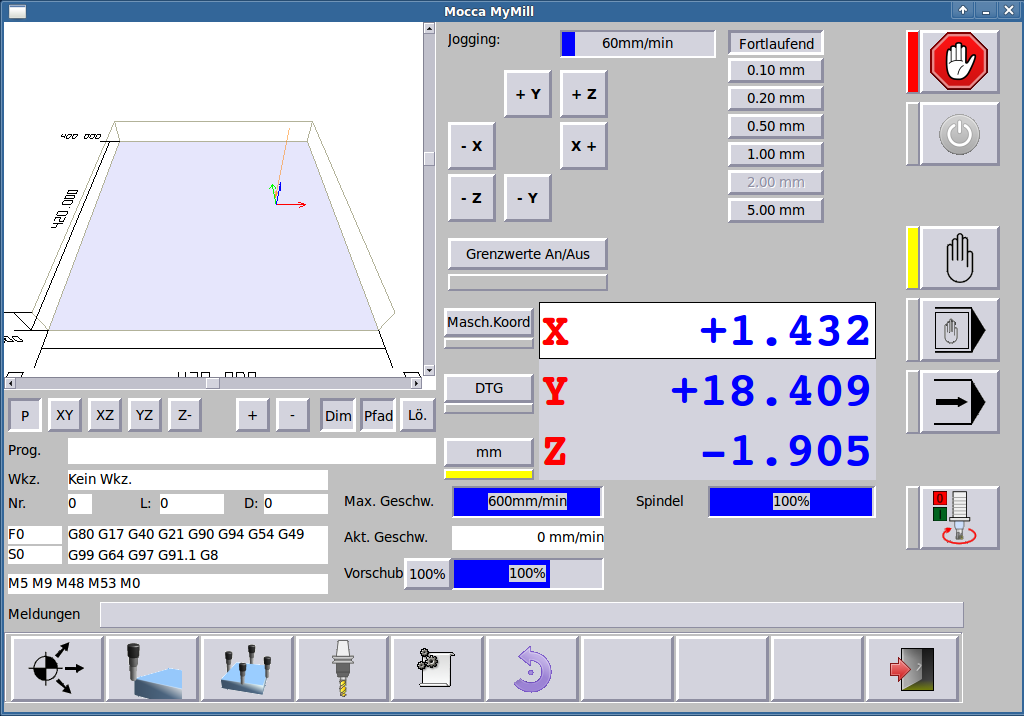 Mocca MyMill
Jogging:
60mm/min
Fortlaufend
0.10 mm
0.20 mm
0.50 mm
1.00 mm
2.00 mm
5.00 mm
+ Y
+ Z
- X
X +
- Z
- Y
Grenzwerte An/Aus
400 000
420.000
Masch.Koord
X +1.432
DTG
Y +18.409
mm
Z -1.905
P XY XZ YZ Z- + - Dim Pfad Lö.
Prog.
Wkz. Kein Wkz.
Nr. 0 L: 0 D: 0
F0 G80 G17 G40 G21 G90 G94 G54 G49
S0 G99 G64 G97 G91.1 G8
M5 M9 M48 M53 M0
Max. Geschw. 600mm/min
Spindel 100%
Akt. Geschw. 0 mm/min
Vorschub 100% 100%
0
I
Meldungen